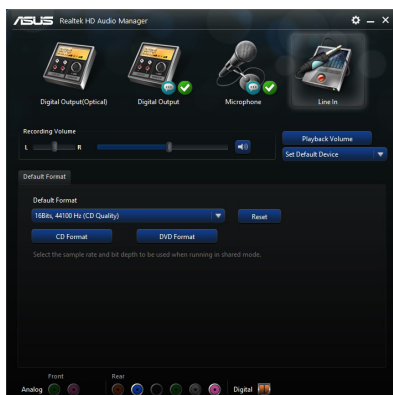 ASUS Realtek HD Audio Manager
Digital Output(Optical) Digital Output Microphone Line In
Recording Volume
L R
Playback Volume
Set Default Device
Default Format
Default Format
16Bits, 44100 Hz (CD Quality) Reset
CD Format DVD Format
Select the sample rate and bit depth to be used when running in shared mode.
Front Rear
Analog Digital